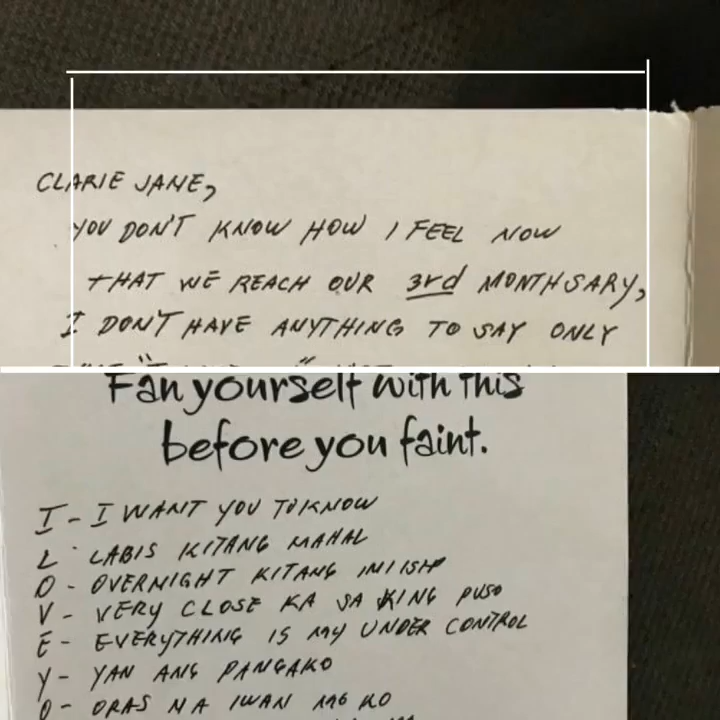 CLARIE JANE,
YOU DON'T KNOW HOW I FEEL NOW
THAT WE REACH OUR 3rd MONTHSARY,
I DON'T HAVE ANYTHING TO SAY ONLY
Fan yourself with this
before you faint.
I - I WANT YOU TO KNOW
L - LABIS KITANG MAHAL
O - OVERNIGHT KITANG INIISIP
V - VERY CLOSE KA SA KING PUSO
E - EVERYTHING IS MY UNDER CONTROL
Y - YAN ANG PANGAKO
O - ORAS NA IWAN MO KO